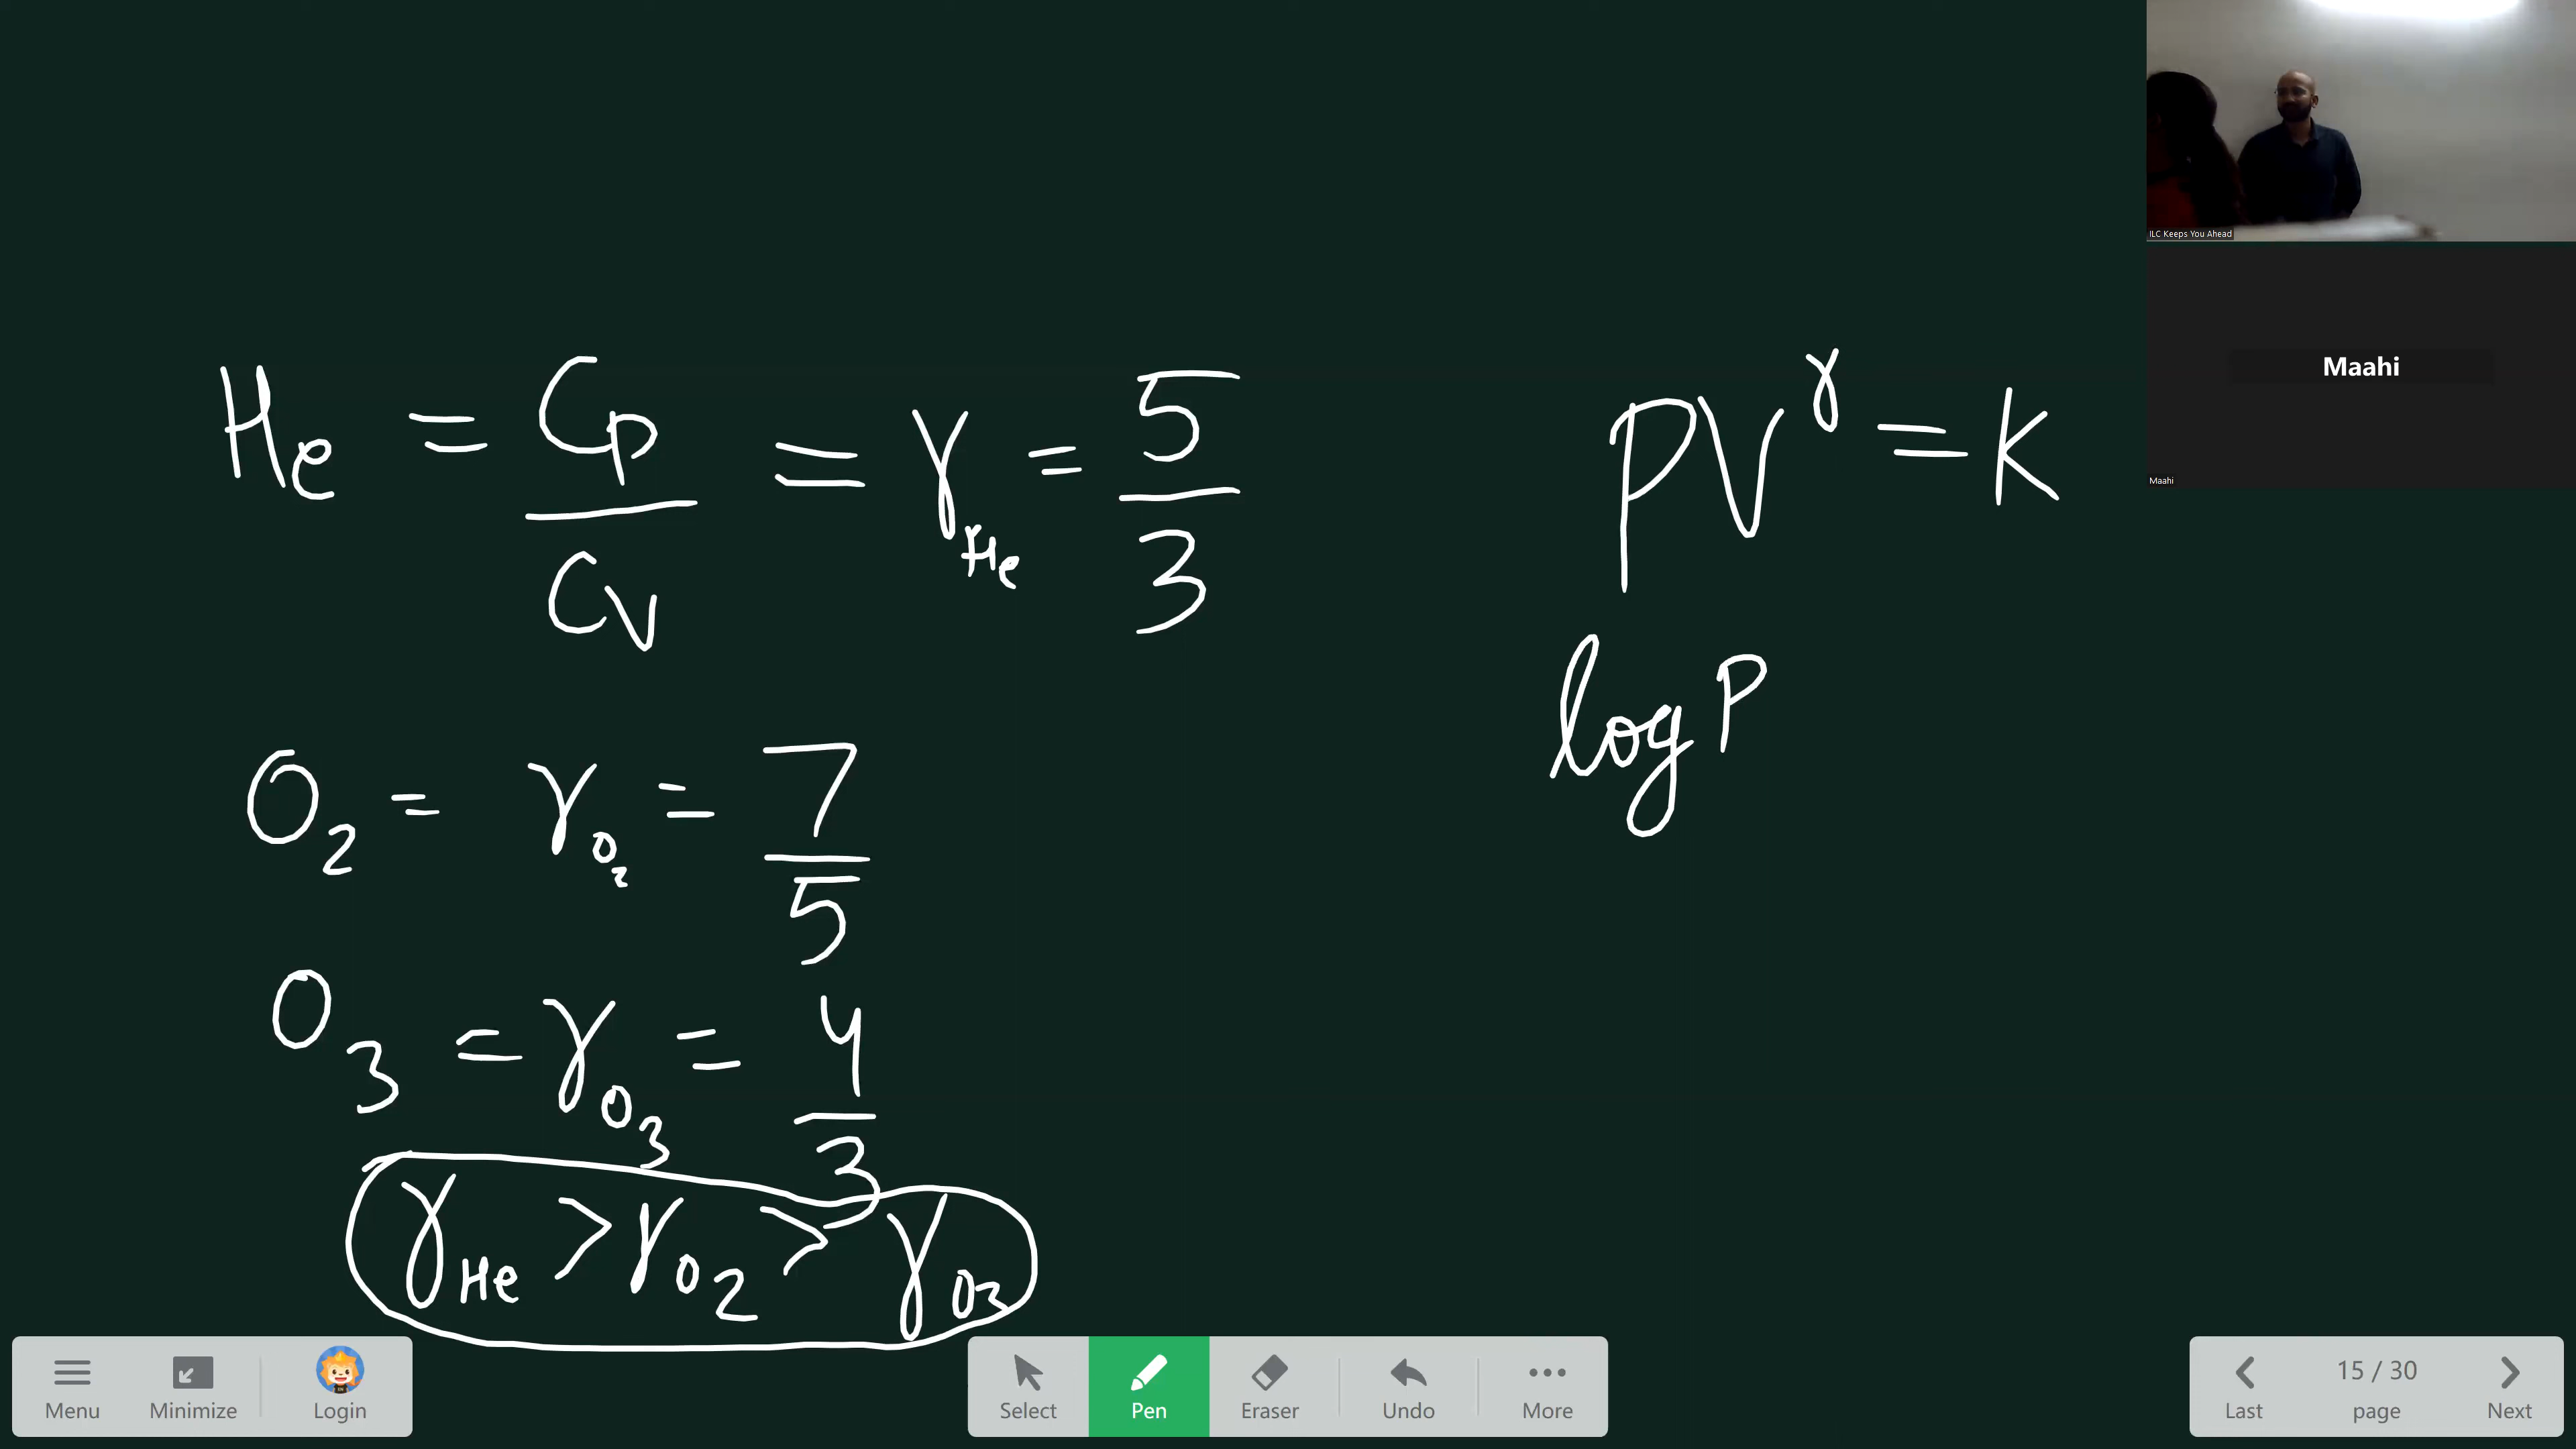 He = Cp/Cv = γHe = 5/3
O2 = γO2 = 7/5
O3 = γO3 = 4/3
γHe > γO2 > γO3
PV^γ = K
log P
ILC Keeps You Ahead
Maahi
Maahi
Menu
Minimize
Login
Select
Pen
Eraser
Undo
More
Last
15 / 30
page
Next